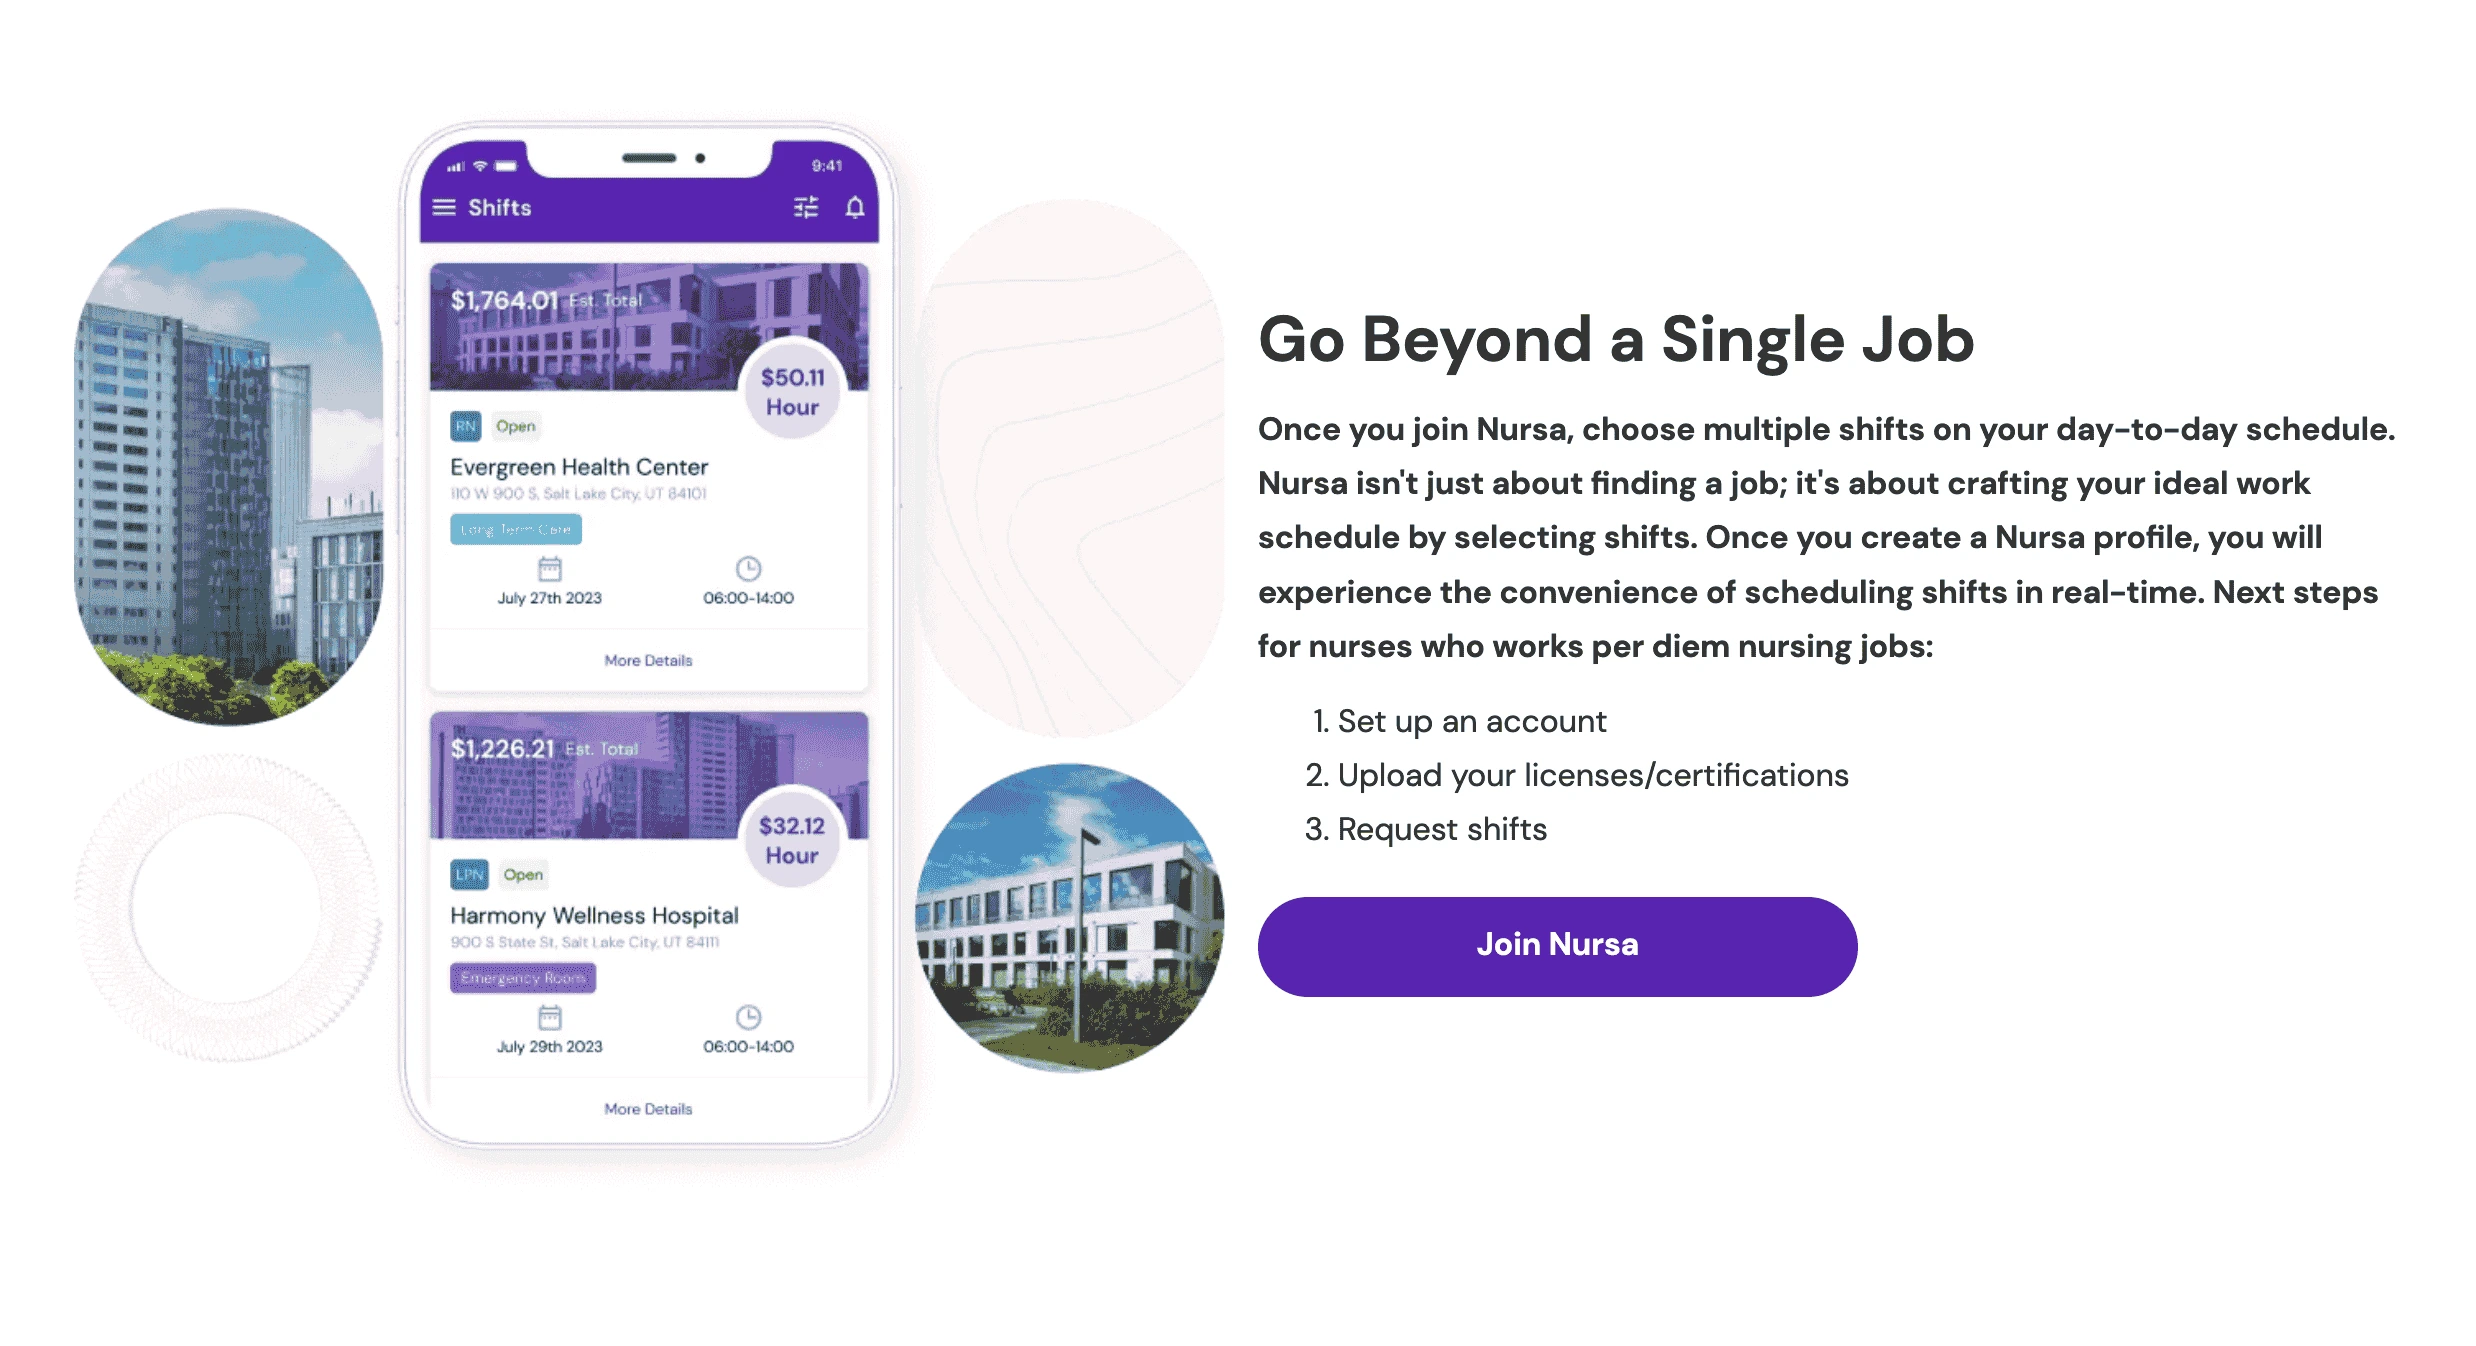 9:41
Shifts
$1,764.01 Est. Total
$50.11
Hour
RN Open
Evergreen Health Center
110 W 900 S, Salt Lake City, UT 84101
Long Term Care
July 27th 2023 06:00-14:00
More Details
$1,226.21 Est. Total
$32.12
Hour
LPN Open
Harmony Wellness Hospital
900 S State St, Salt Lake City, UT 84111
Emergency Room
July 29th 2023 06:00-14:00
More Details
Go Beyond a Single Job
Once you join Nursa, choose multiple shifts on your day-to-day schedule.
Nursa isn't just about finding a job; it's about crafting your ideal work
schedule by selecting shifts. Once you create a Nursa profile, you will
experience the convenience of scheduling shifts in real-time. Next steps
for nurses who works per diem nursing jobs:
1. Set up an account
2. Upload your licenses/certifications
3. Request shifts
Join Nursa